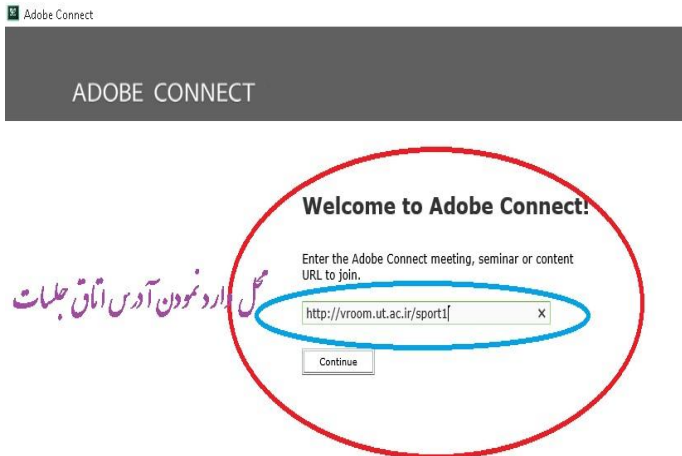 Adobe Connect
ADOBE CONNECT
Welcome to Adobe Connect!
Enter the Adobe Connect meeting, seminar or content
URL to join.
محل وارد نمودن آدرس اتاق جلسات
http://vroom.ut.ac.ir/sport1
X
Continue